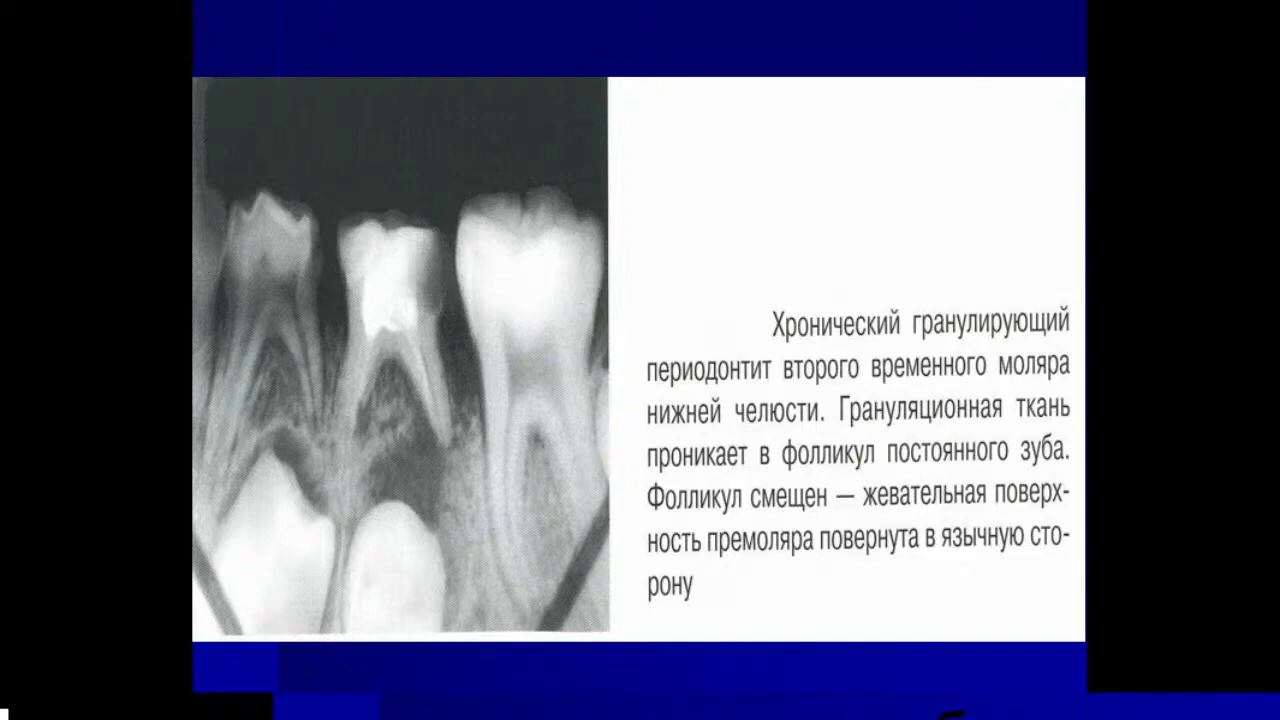 Хронический гранулирующий
периодонтит второго временного моляра
нижней челюсти. Грануляционная ткань
проникает в фолликул постоянного зуба.
Фолликул смещен — жевательная поверх-
ность премоляра повернута в язычную сто-
рону